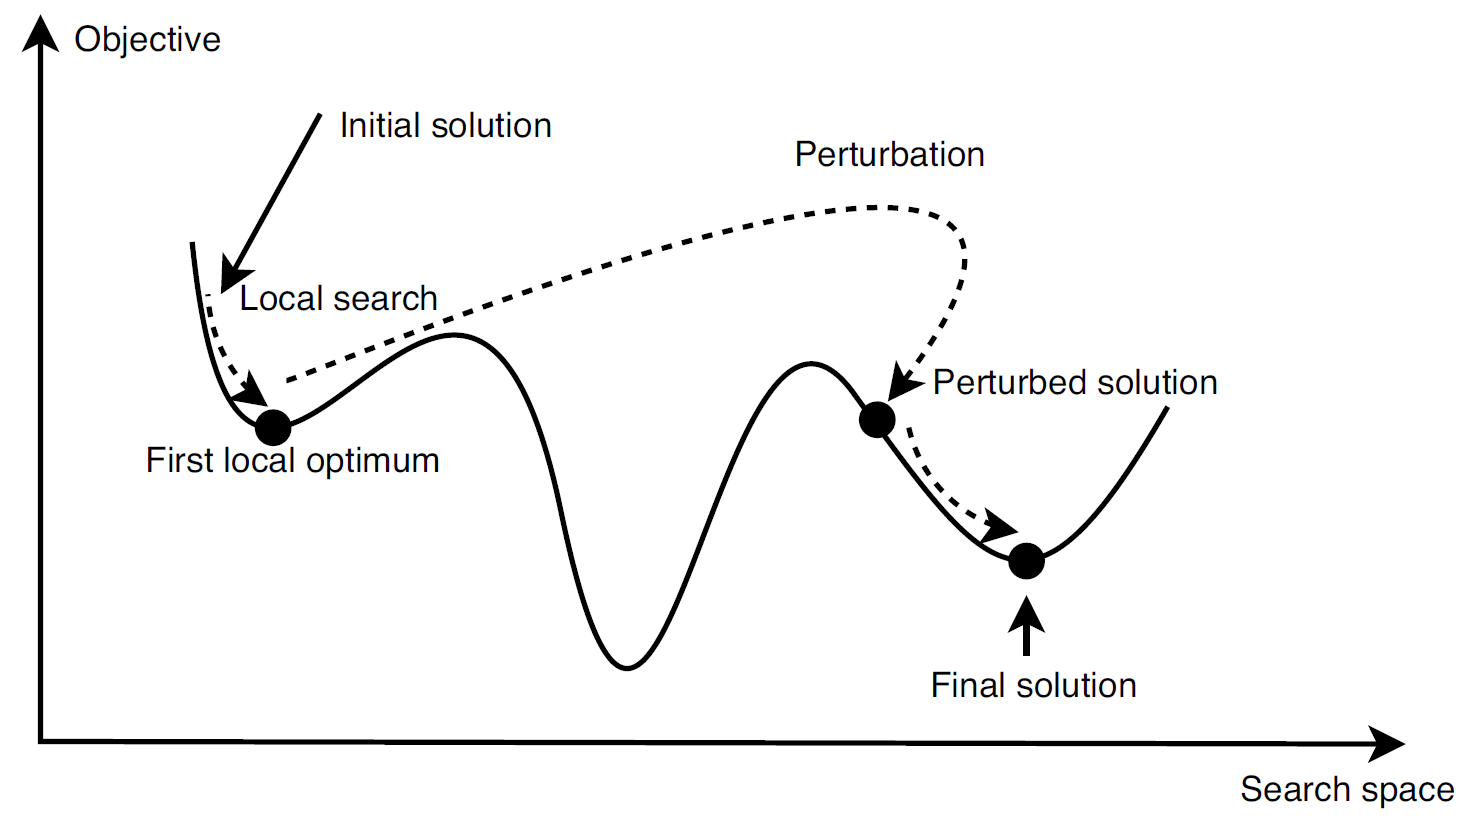 Objective
Initial solution
Perturbation
Local search
Perturbed solution
First local optimum
Final solution
Search space